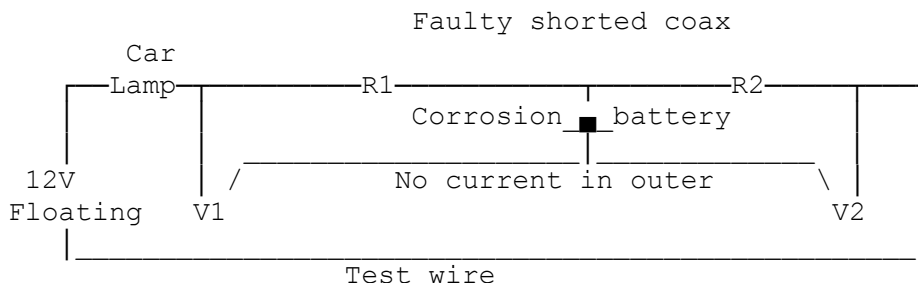 Faulty shorted coax
Car
Lamp R1 R2
Corrosion battery
12V No current in outer
Floating V1 V2
Test wire